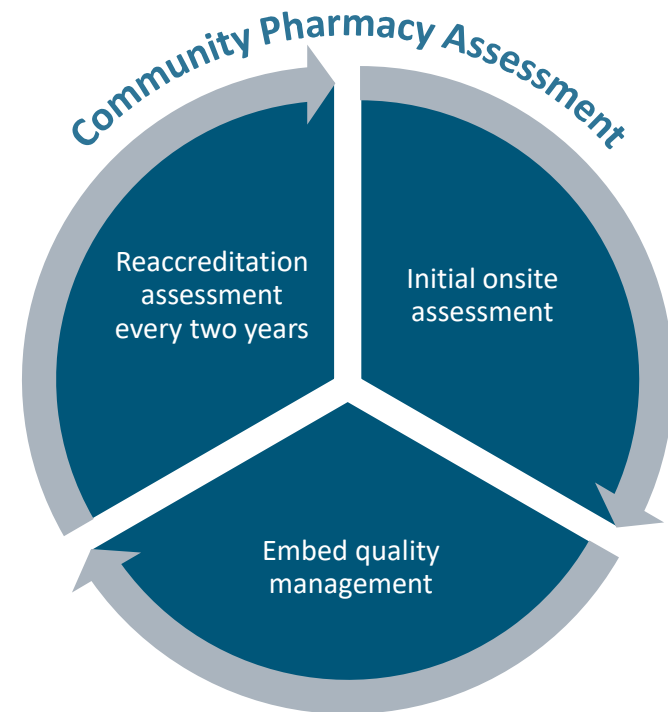 Community Pharmacy Assessment
Initial onsite
assessment
Embed quality
management
Reaccreditation
assessment
every two years